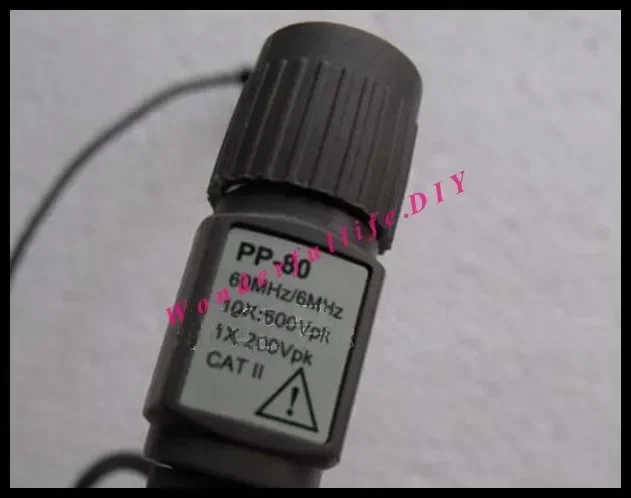 PP-80
60MHz/6MHz
10X:600Vpk
1X:200Vpk
CAT II
!
Wonderfullife.DIY